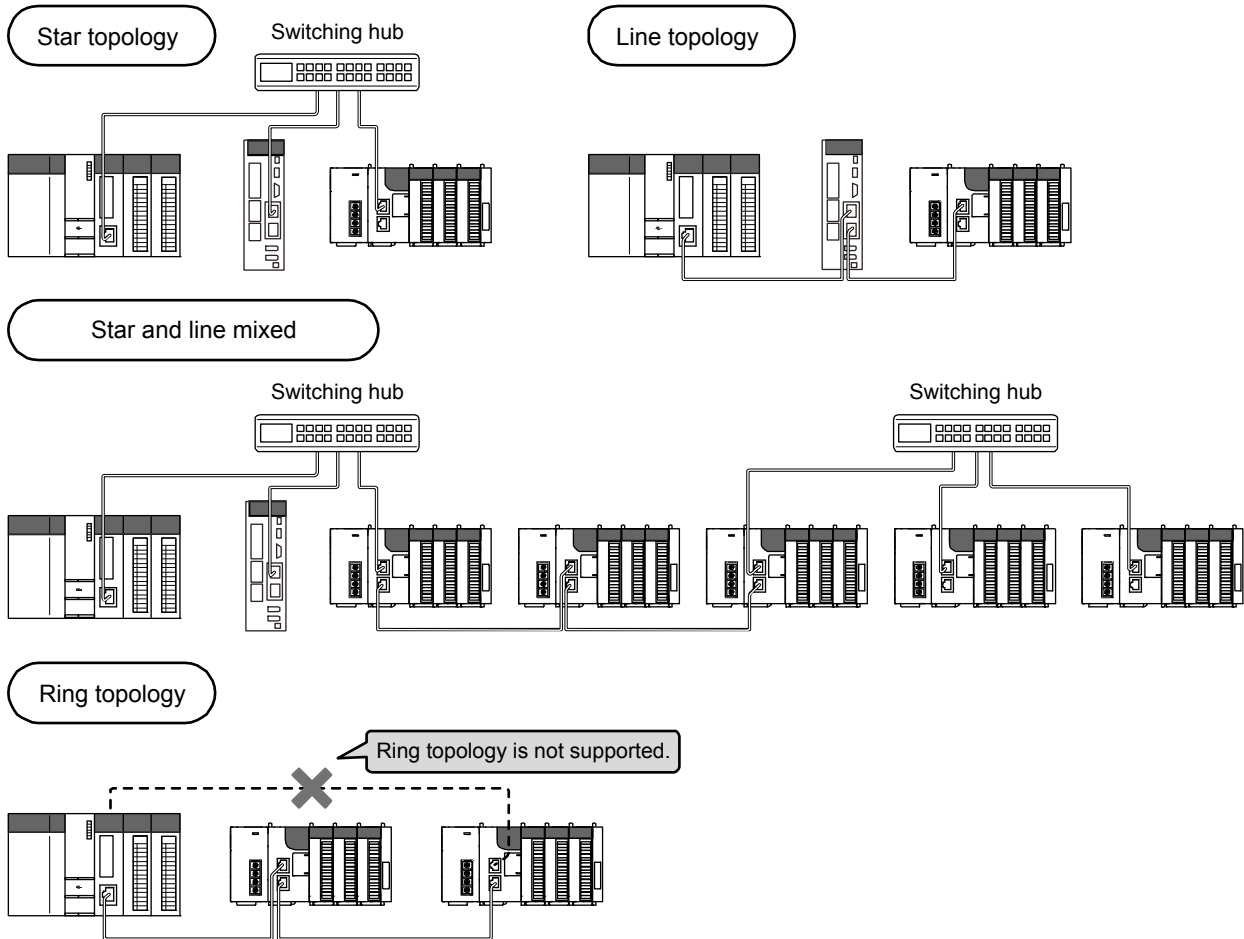 Star topology
Switching hub
Line topology
Star and line mixed
Switching hub
Switching hub
Ring topology
Ring topology is not supported.